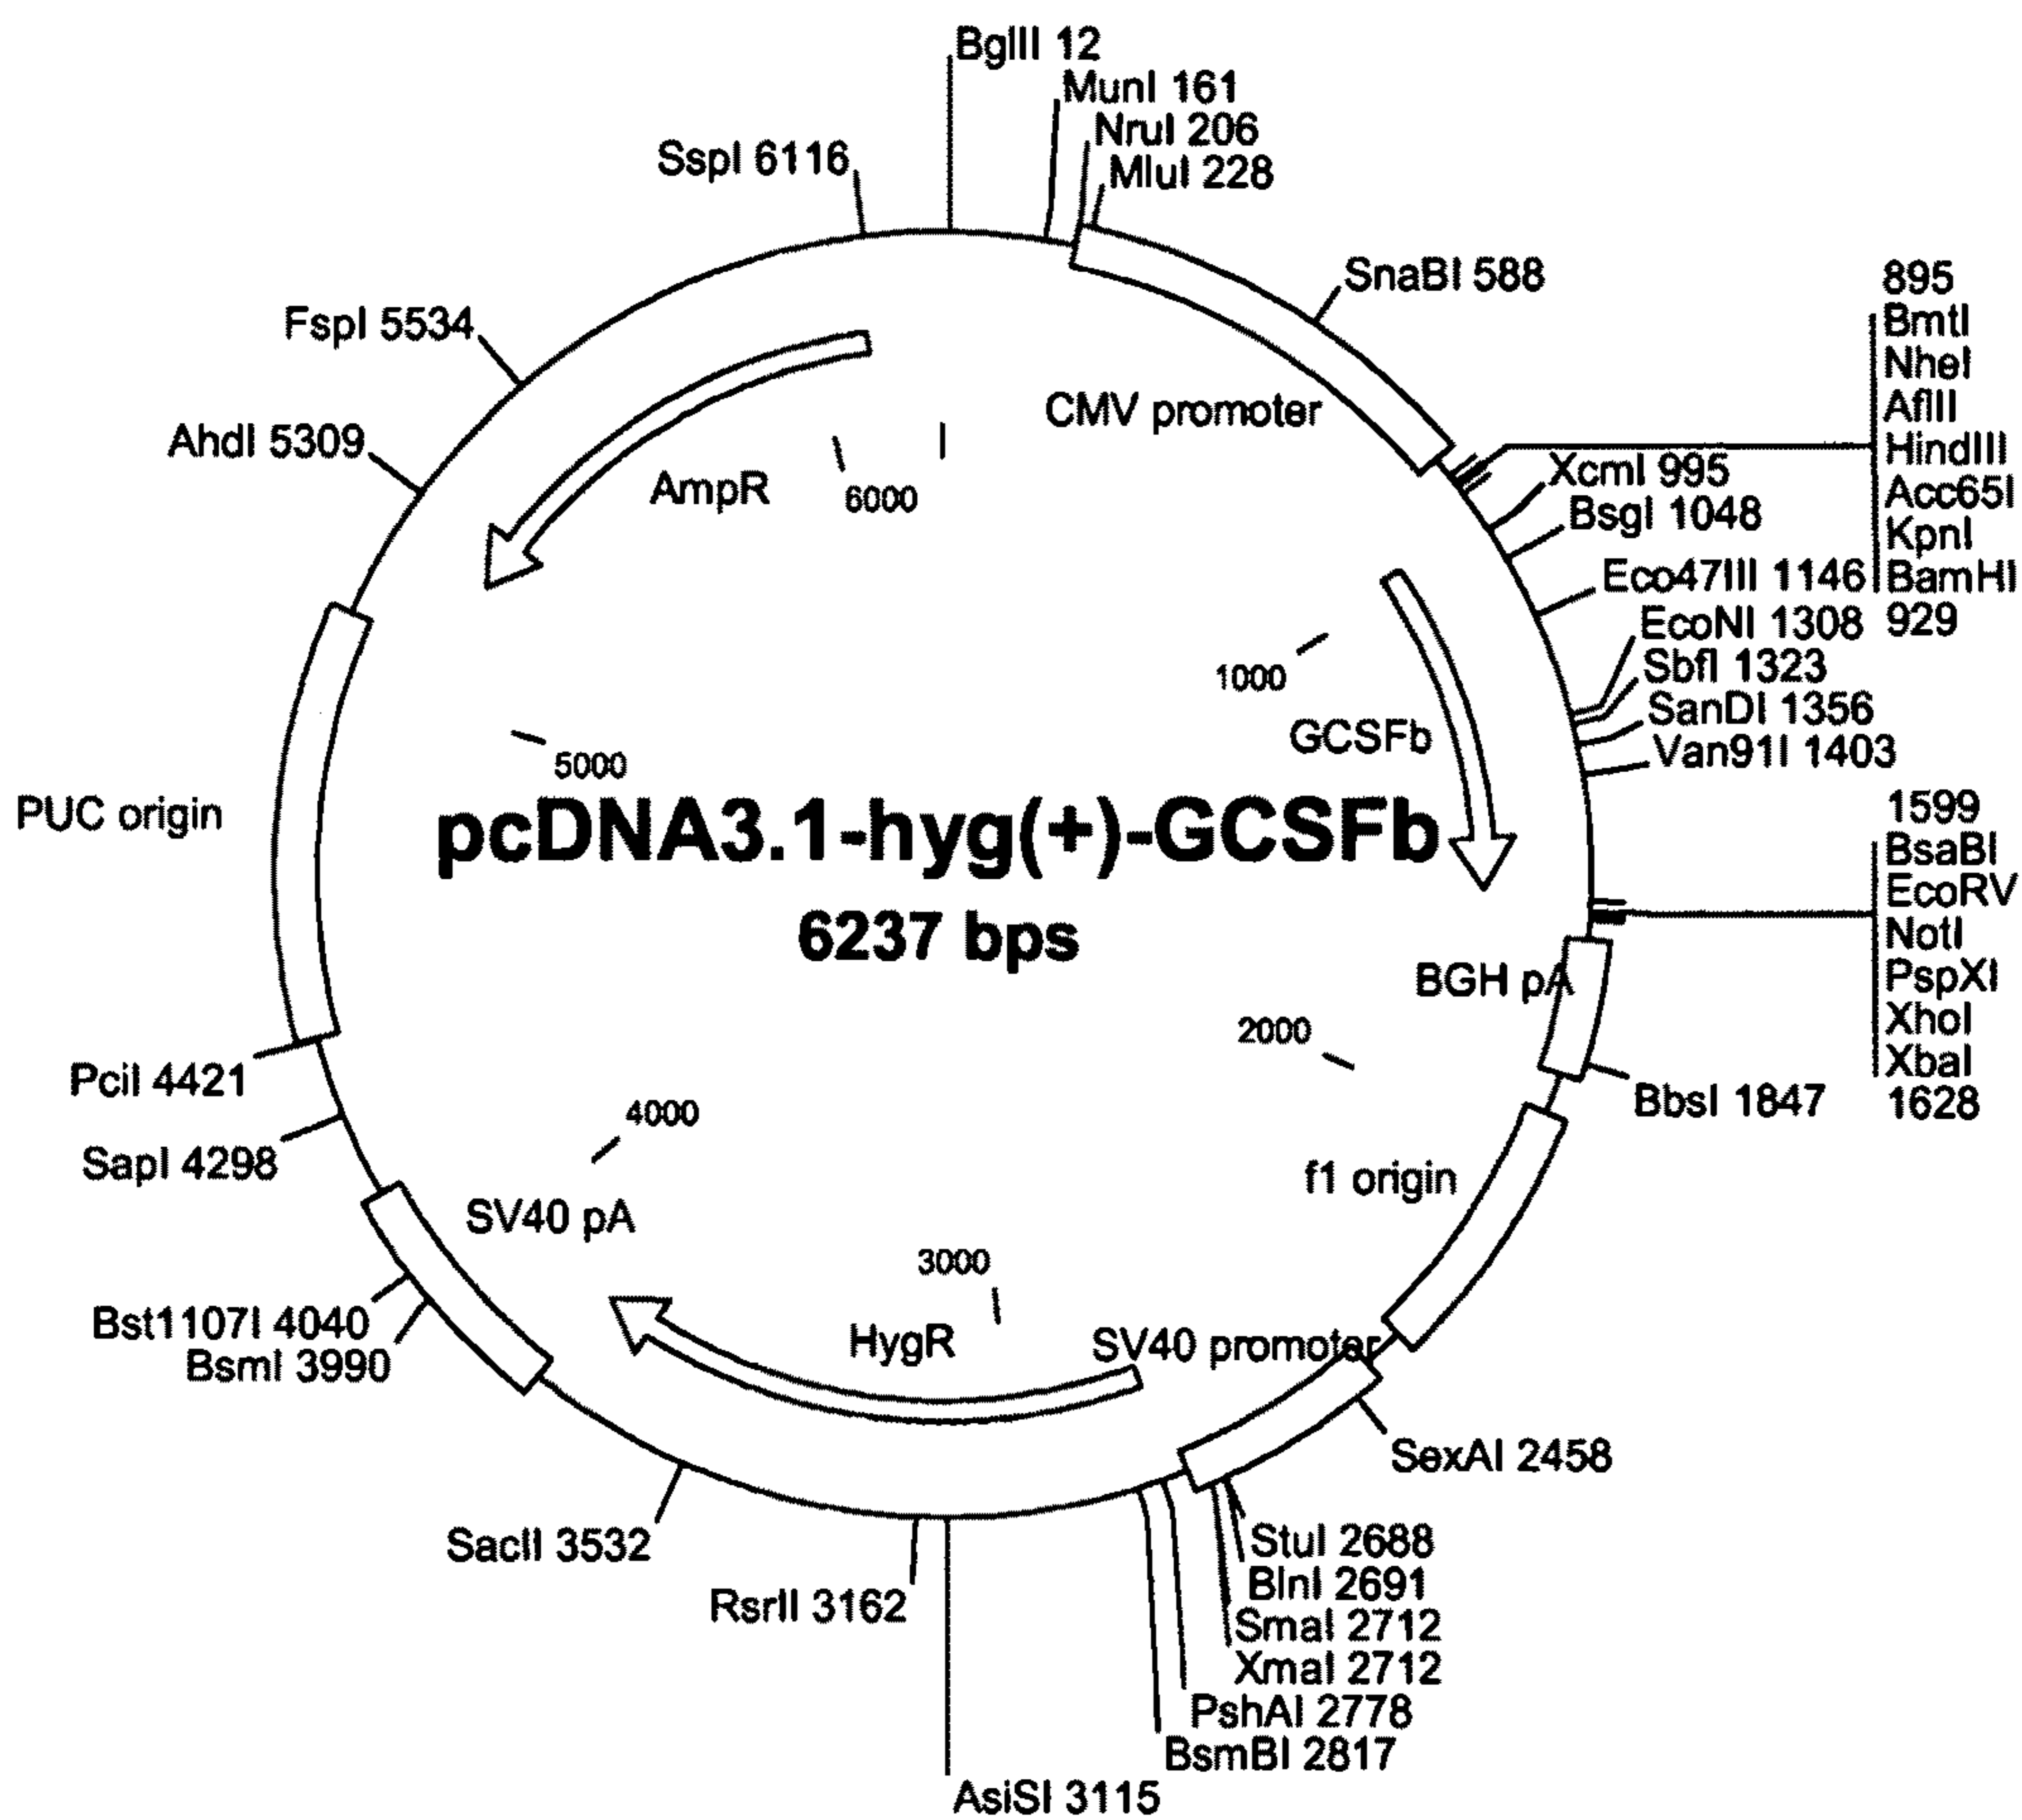 BglII 12
MunI 161
NruI 206
MluI 228
SspI 6116
SnaBI 588
895
BmtI
NheI
AflII
HindIII
Acc65I
KpnI
BamHI
929
FspI 5534
CMV promoter
AhdI 5309
XcmI 995
BsgI 1048
AmpR
6000
Eco47III 1146
EcoNI 1308
SbfI 1323
SanDI 1356
Van91I 1403
1000
GCSFb
5000
PUC origin
pcDNA3.1-hyg(+)-GCSFb
6237 bps
1599
BsaBI
EcoRV
NotI
PspXI
XhoI
XbaI
1628
BGH pA
2000
BbsI 1847
PciI 4421
4000
SapI 4298
f1 origin
SV40 pA
3000
Bst1107I 4040
BsmI 3990
HygR
SV40 promoter
SexAI 2458
SacII 3532
StuI 2688
BlnI 2691
RsrII 3162
SmaI 2712
XmaI 2712
PshAI 2778
BsmBI 2817
AsiSI 3115